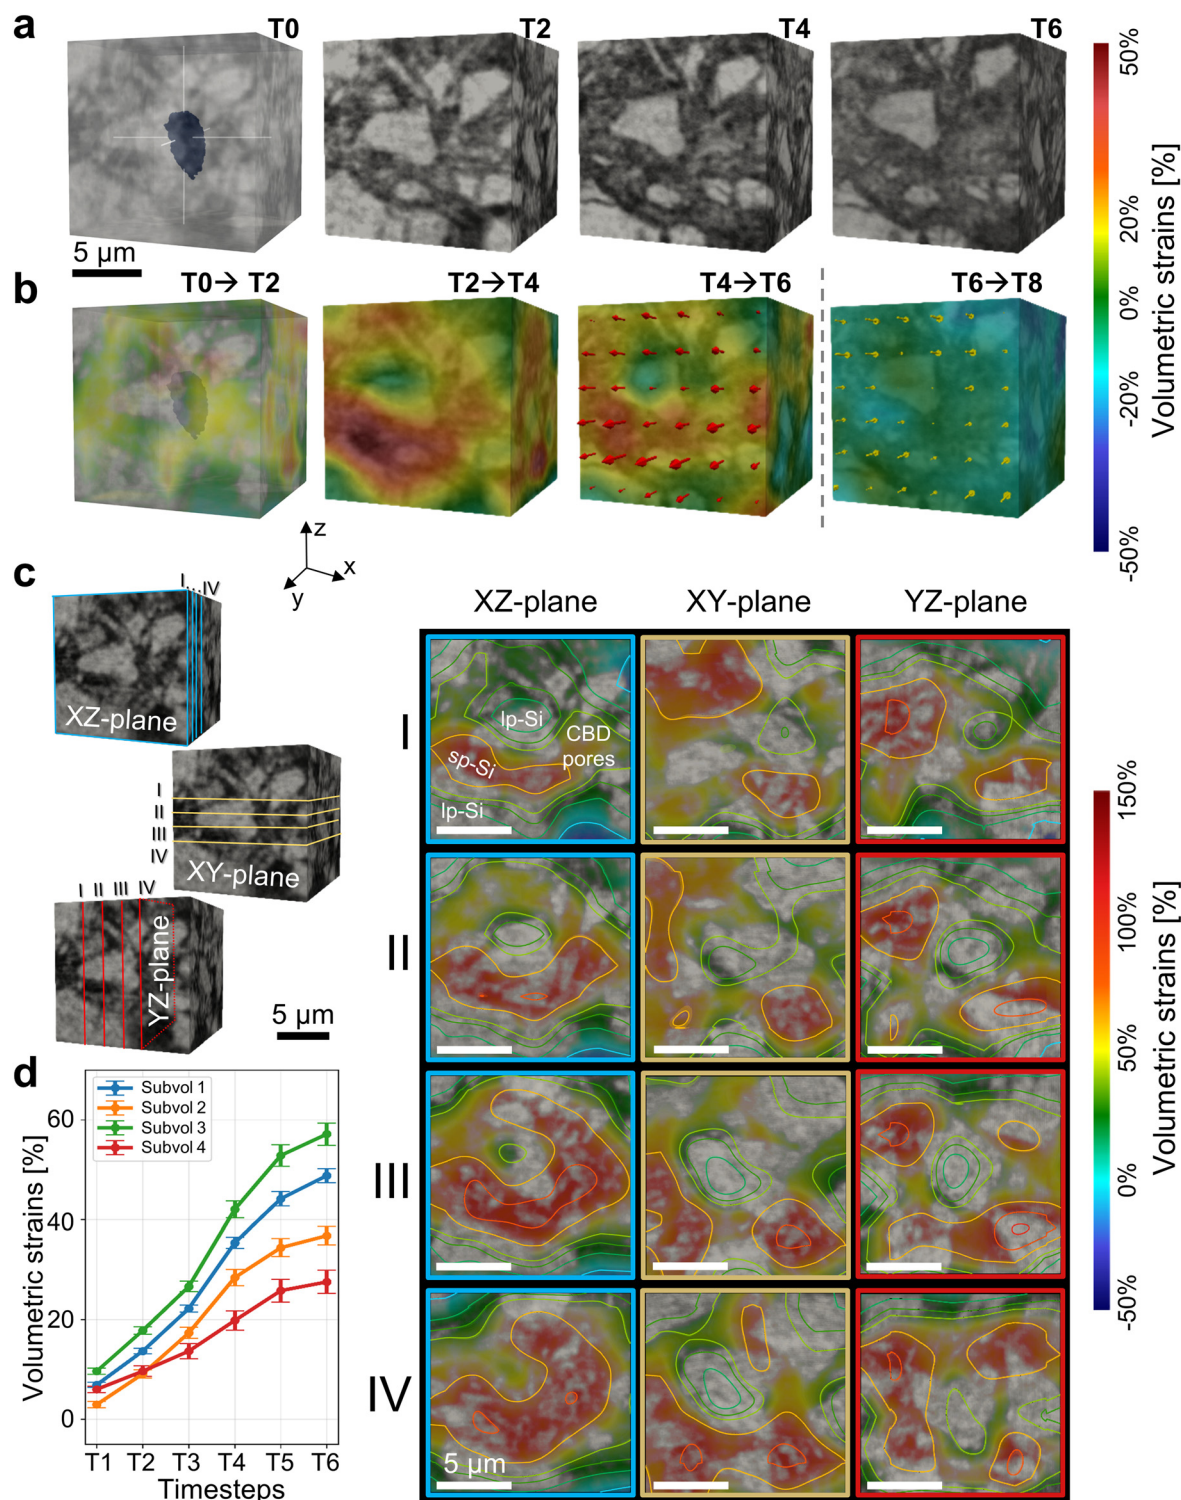 a
T0
T2
T4
T6
5 μm
50%
20%
0%
-20%
-50%
Volumetric strains [%]
b
T0→ T2
T2→T4
T4→T6
T6→T8
z
x
y
c
I...IV
XZ-plane
I
II
III
IV
XY-plane
I II III IV
YZ-plane
5 μm
XZ-plane XY-plane YZ-plane
I
lp-Si
CBD
pores
sp-Si
lp-Si
II
III
IV
5 μm
150%
100%
50%
0%
-50%
Volumetric strains [%]
d
Subvol 1
Subvol 2
Subvol 3
Subvol 4
60
40
20
0
Volumetric strains [%]
T1 T2 T3 T4 T5 T6
Timesteps